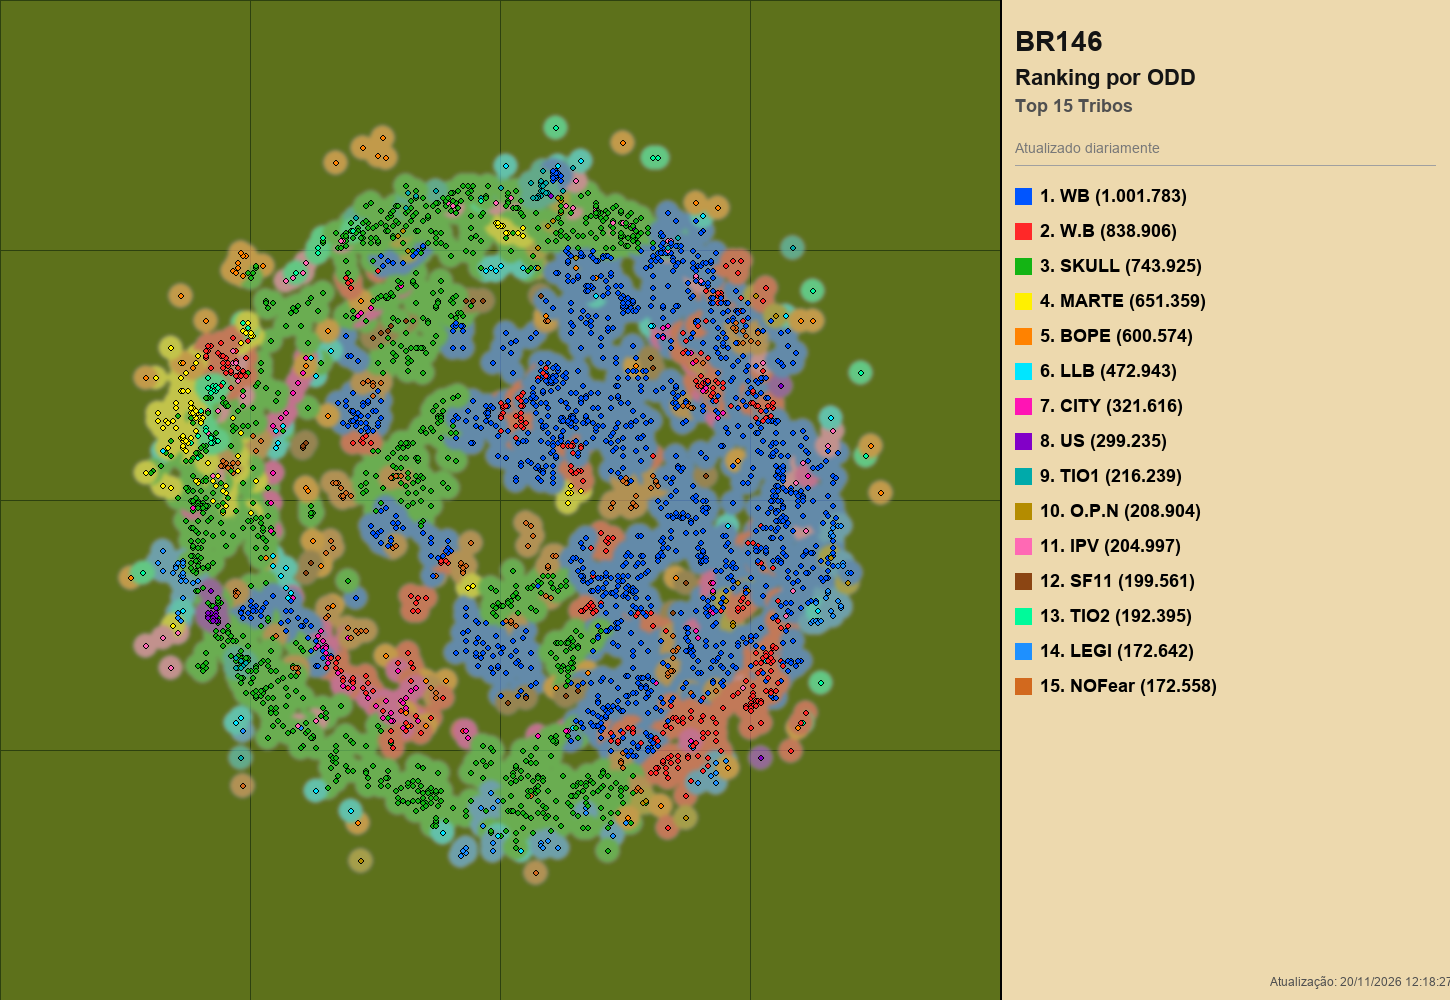 BR146
Ranking por ODD
Top 15 Tribos
Atualizado diariamente
1. WB (1.001.783)
2. W.B (838.906)
3. SKULL (743.925)
4. MARTE (651.359)
5. BOPE (600.574)
6. LLB (472.943)
7. CITY (321.616)
8. US (299.235)
9. TIO1 (216.239)
10. O.P.N (208.904)
11. IPV (204.997)
12. SF11 (199.561)
13. TIO2 (192.395)
14. LEGI (172.642)
15. NOFear (172.558)
Atualização: 20/11/2026 12:18:27